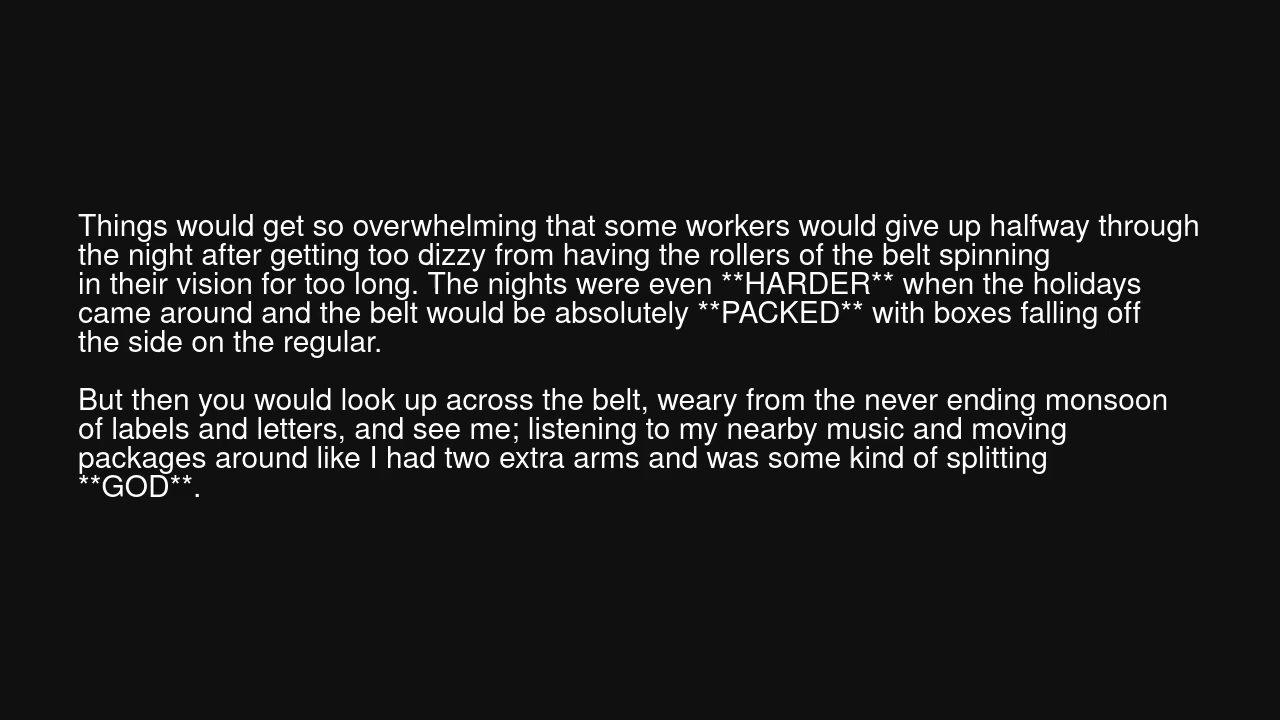 Things would get so overwhelming that some workers would give up halfway through
the night after getting too dizzy from having the rollers of the belt spinning
in their vision for too long. The nights were even **HARDER** when the holidays
came around and the belt would be absolutely **PACKED** with boxes falling off
the side on the regular.

But then you would look up across the belt, weary from the never ending monsoon
of labels and letters, and see me; listening to my nearby music and moving
packages around like I had two extra arms and was some kind of splitting
**GOD**.